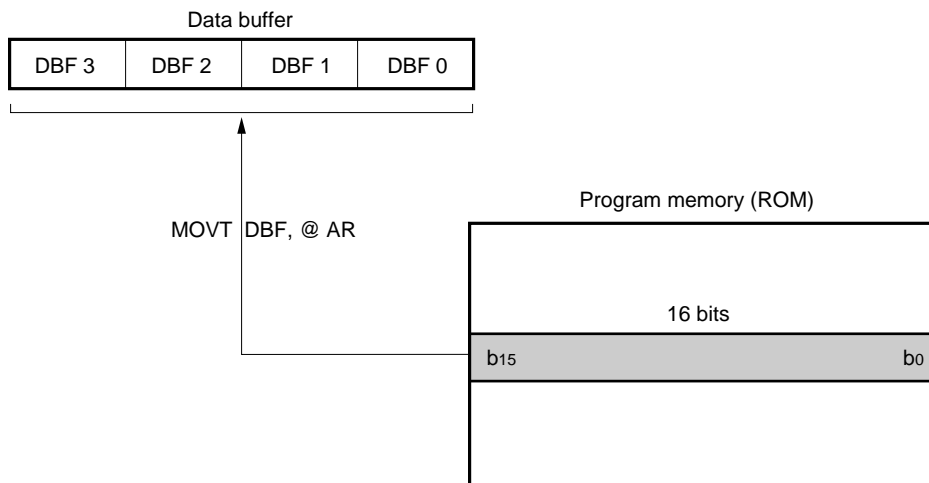 Data buffer
DBF 3 DBF 2 DBF 1 DBF 0
MOVT DBF, @ AR
Program memory (ROM)
16 bits
b15 b0